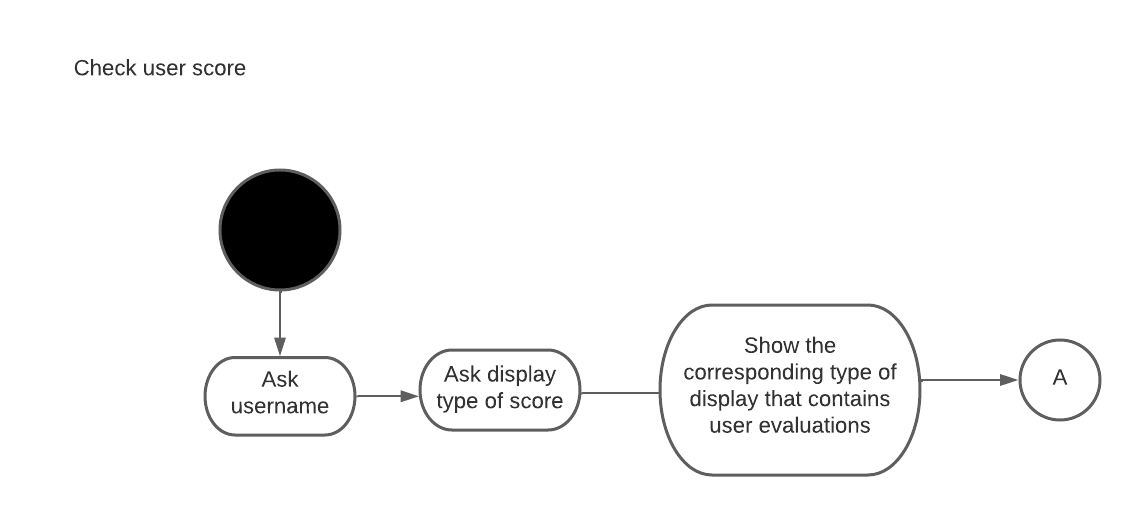 Check user score
Ask
username
Ask display
type of score
Show the
corresponding type of
display that contains
user evaluations
A